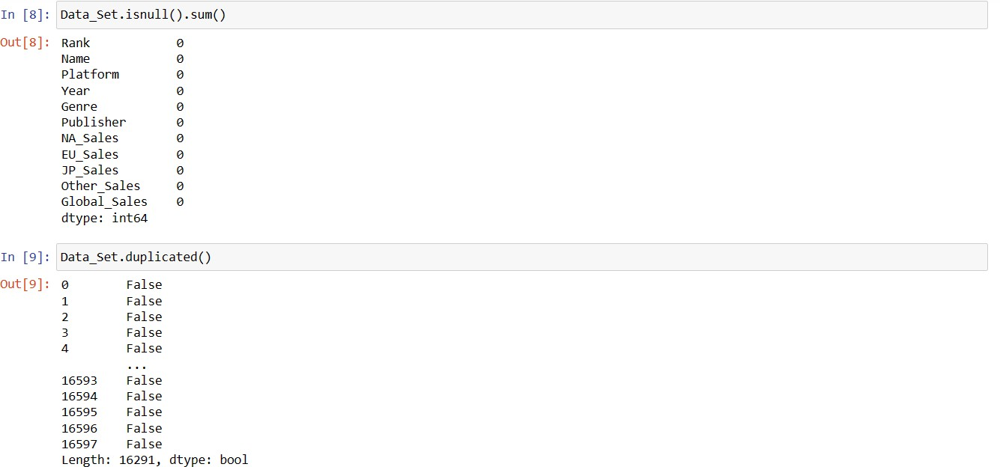 In [8]: Data_Set.isnull().sum()
Out[8]: Rank 0
Name 0
Platform 0
Year 0
Genre 0
Publisher 0
NA_Sales 0
EU_Sales 0
JP_Sales 0
Other_Sales 0
Global_Sales 0
dtype: int64
In [9]: Data_Set.duplicated()
Out[9]: 0 False
1 False
2 False
3 False
4 False
...
16593 False
16594 False
16595 False
16596 False
16597 False
Length: 16291, dtype: bool